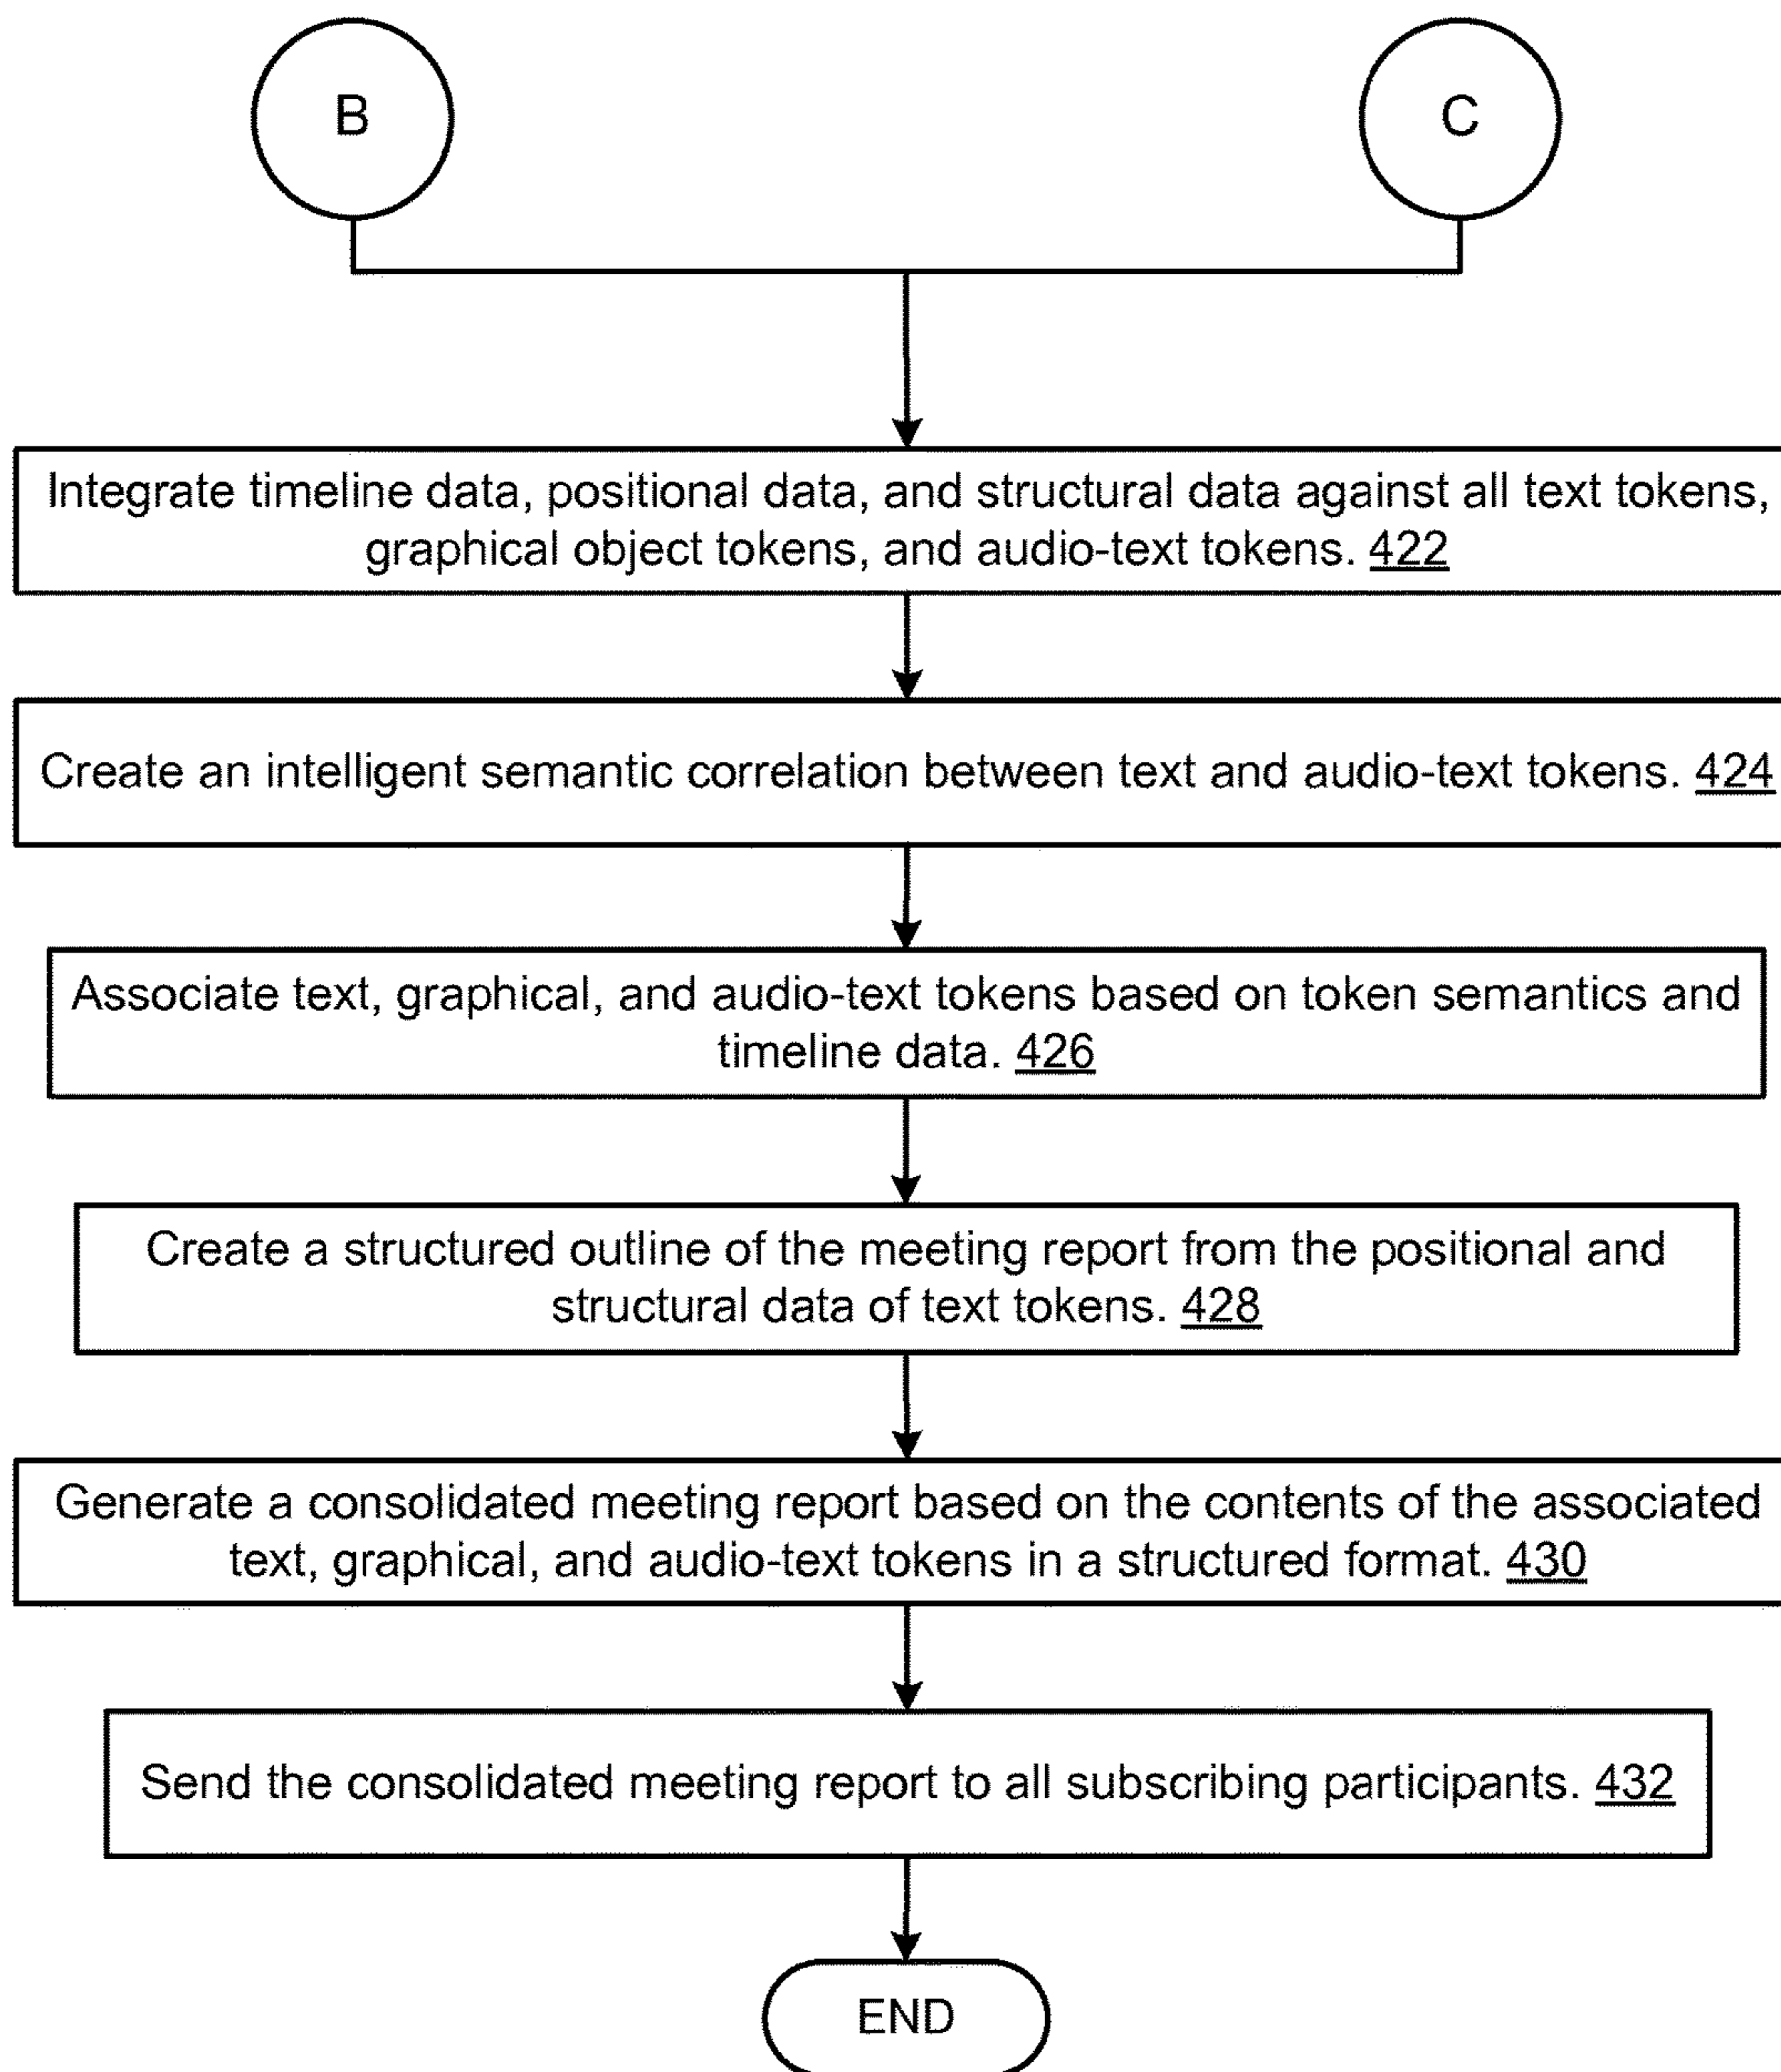 B
C
Integrate timeline data, positional data, and structural data against all text tokens,
graphical object tokens, and audio-text tokens. 422
Create an intelligent semantic correlation between text and audio-text tokens. 424
Associate text, graphical, and audio-text tokens based on token semantics and
timeline data. 426
Create a structured outline of the meeting report from the positional and
structural data of text tokens. 428
Generate a consolidated meeting report based on the contents of the associated
text, graphical, and audio-text tokens in a structured format. 430
Send the consolidated meeting report to all subscribing participants. 432
END